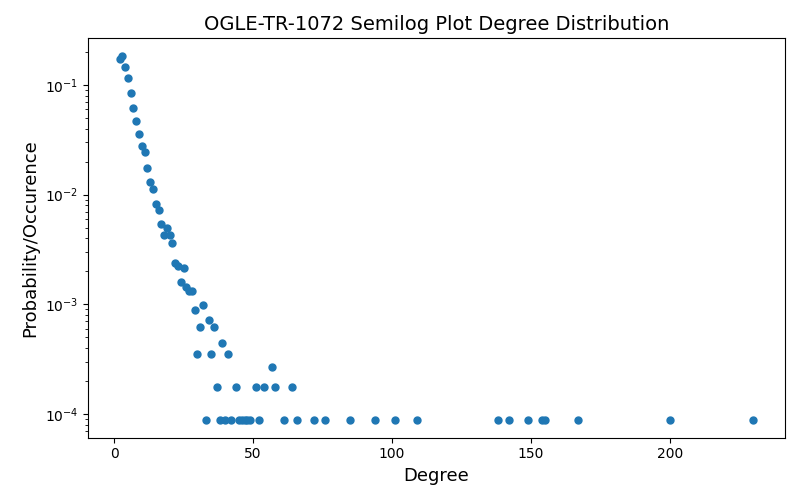 OGLE-TR-1072 Semilog Plot Degree Distribution
Probability/Occurence
10⁻¹
10⁻²
10⁻³
10⁻⁴
0 50 100 150 200
Degree